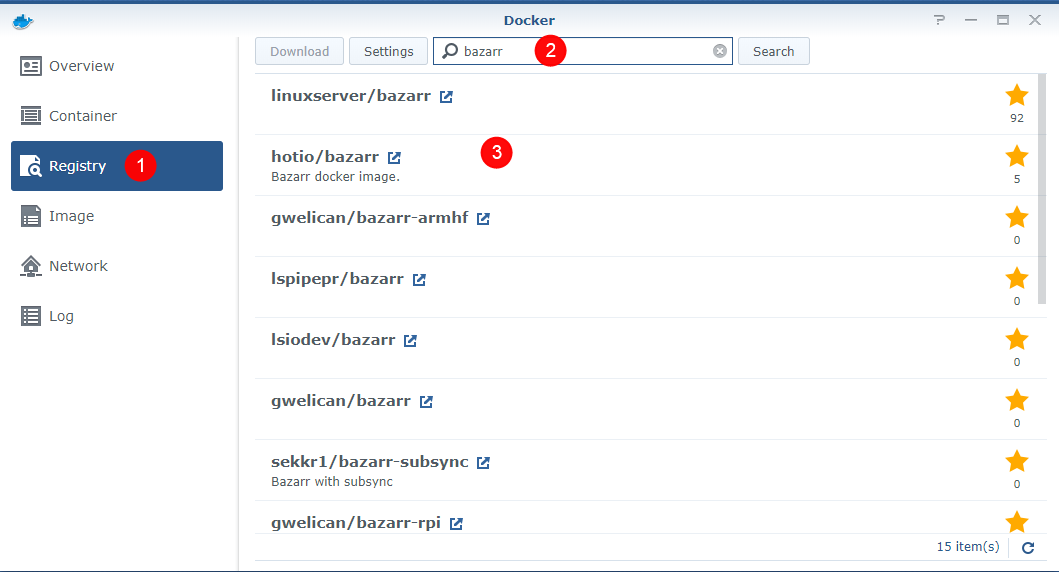 Docker
Overview
Container
Registry 1
Image
Network
Log
Download Settings bazarr 2 Search
linuxserver/bazarr
92
3
hotio/bazarr
Bazarr docker image.
5
gwelican/bazarr-armhf
0
lspipepr/bazarr
0
lsiodev/bazarr
0
gwelican/bazarr
0
sekkr1/bazarr-subsync
Bazarr with subsync
0
gwelican/bazarr-rpi
15 item(s)